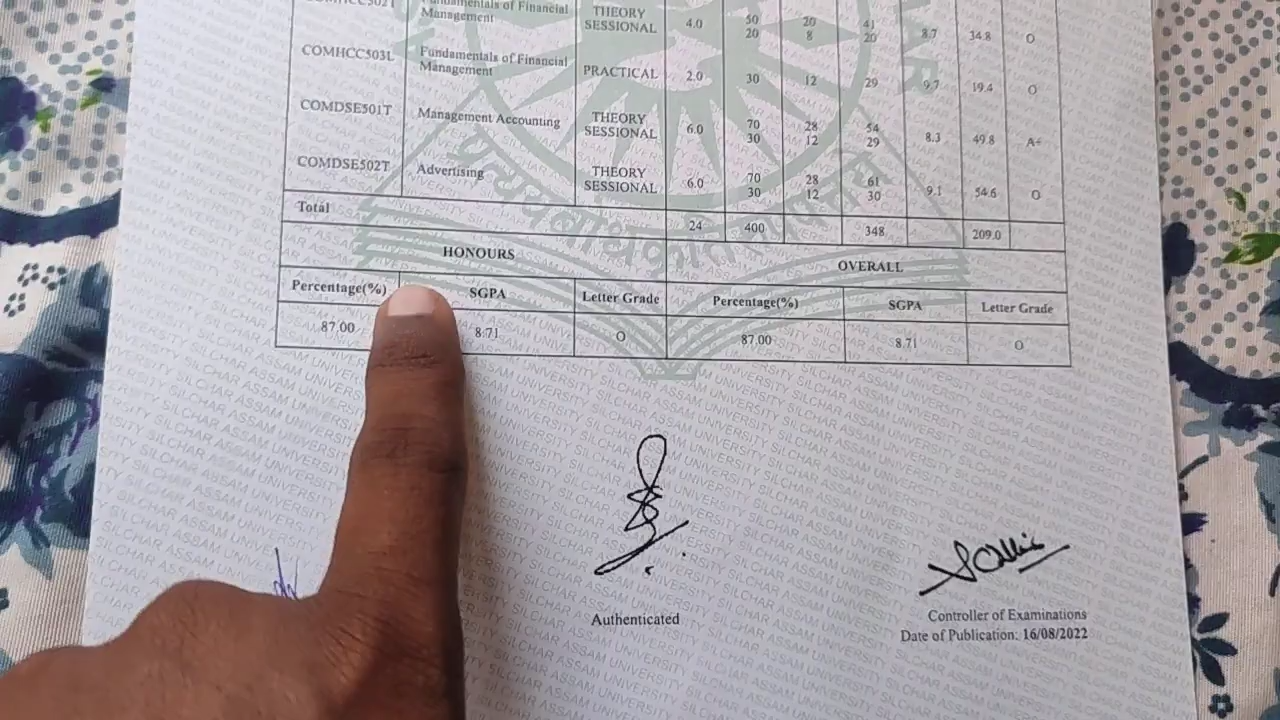 Fundamentals of Financial Management THEORY SESSIONAL 4.0 50 20 20 8 41 20 8.7 34.8 O
COMHCC503L Fundamentals of Financial Management PRACTICAL 2.0 30 12 29 9.7 19.4 O
COMDSE501T Management Accounting THEORY SESSIONAL 6.0 70 30 28 12 54 29 8.3 49.8 A+
COMDSE502T Advertising THEORY SESSIONAL 6.0 70 30 28 12 61 30 9.1 54.6 O
Total 24 400 348 209.0
HONOURS OVERALL
Percentage(%) SGPA Letter Grade Percentage(%) SGPA Letter Grade
87.00 8.71 O 87.00 8.71 O
Authenticated
Controller of Examinations
Date of Publication: 16/08/2022
ASSAM UNIVERSITY SILCHAR